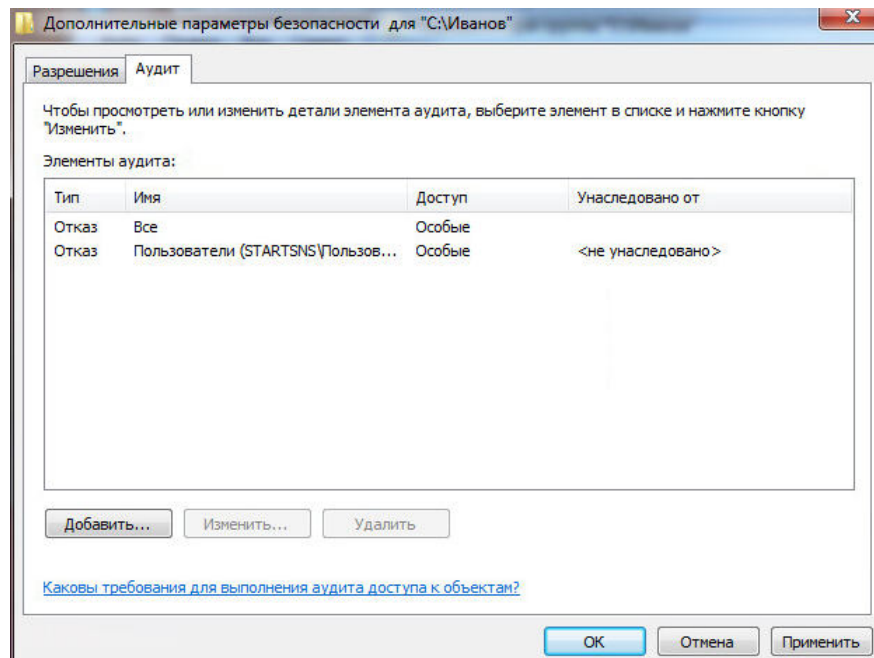 Дополнительные параметры безопасности для "C:\Иванов"
Разрешения Аудит
Чтобы просмотреть или изменить детали элемента аудита, выберите элемент в списке и нажмите кнопку
"Изменить".
Элементы аудита:
Тип Имя Доступ Унаследовано от
Отказ Все Особые
Отказ Пользователи (STARTSNS\Пользов... Особые <не унаследовано>
Добавить... Изменить... Удалить
Каковы требования для выполнения аудита доступа к объектам?
ОК Отмена Применить